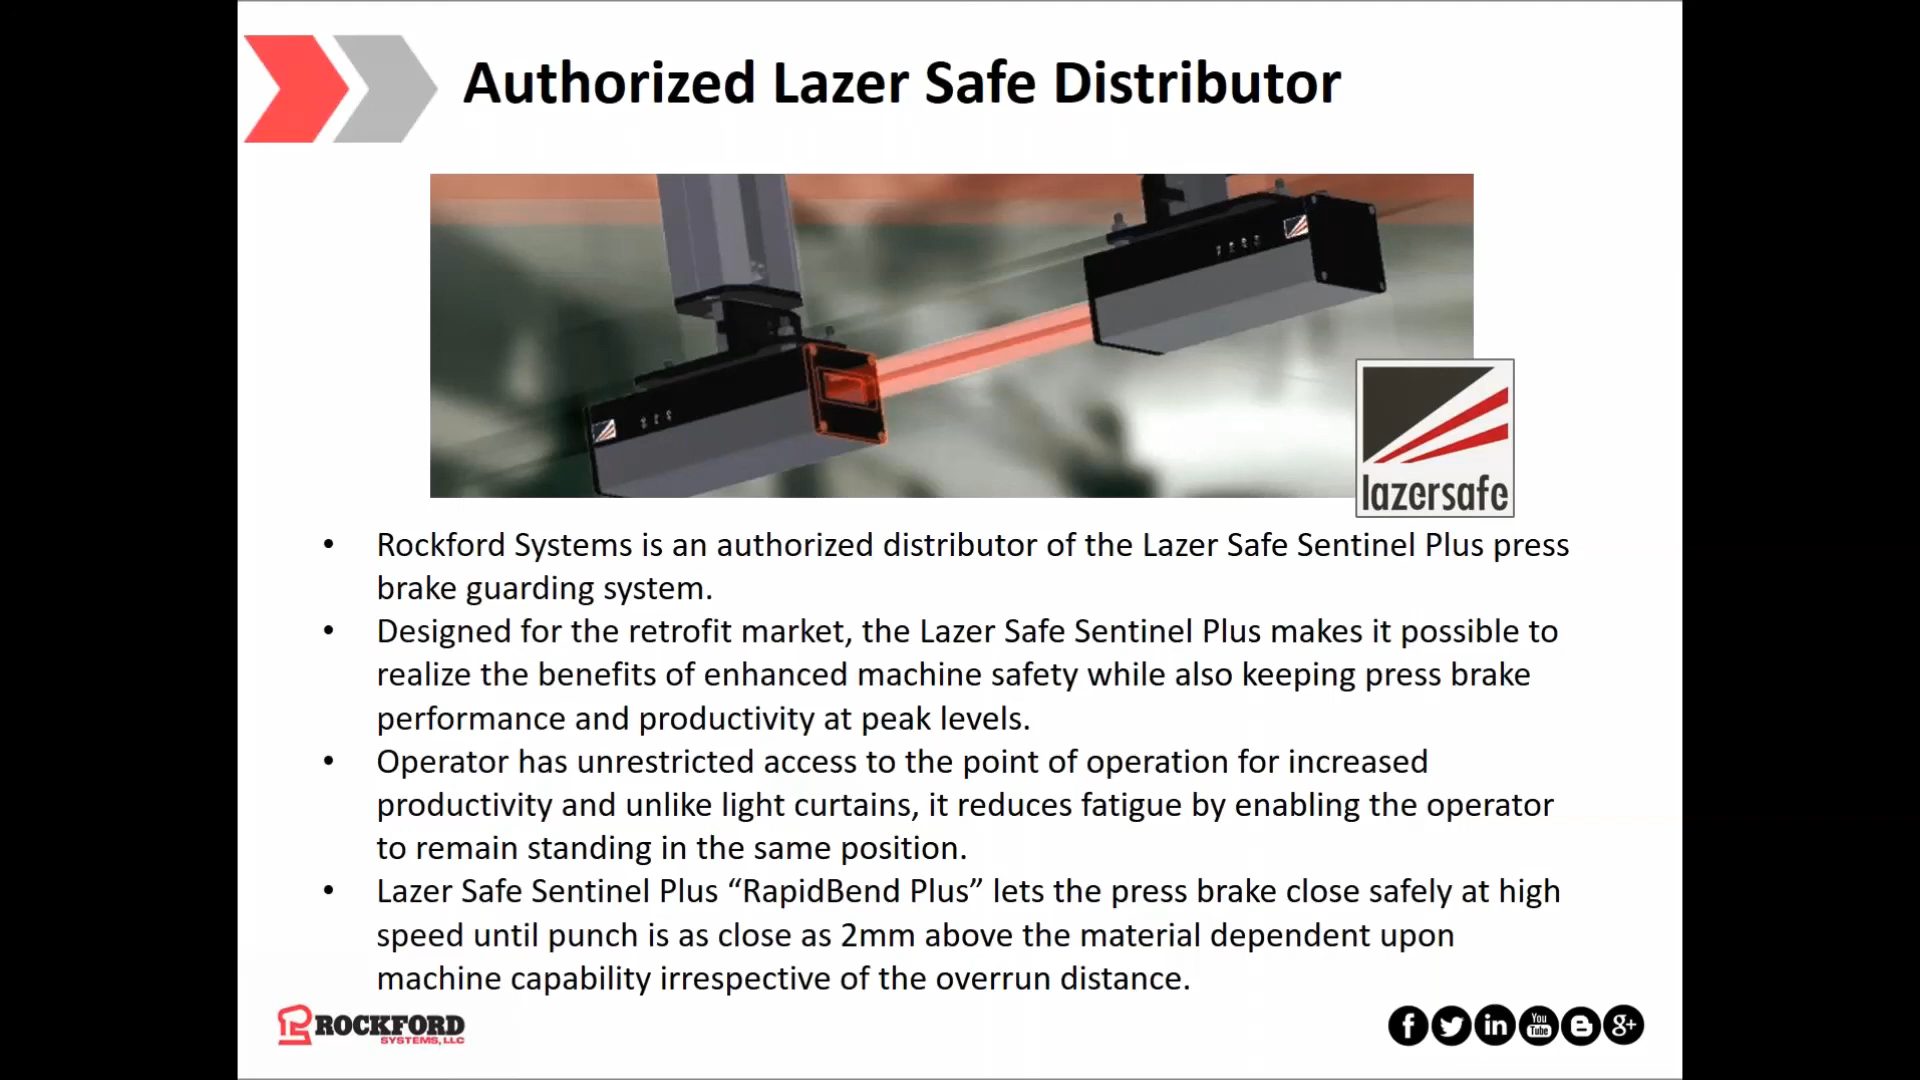 Authorized Lazer Safe Distributor
lazersafe
• Rockford Systems is an authorized distributor of the Lazer Safe Sentinel Plus press
brake guarding system.
• Designed for the retrofit market, the Lazer Safe Sentinel Plus makes it possible to
realize the benefits of enhanced machine safety while also keeping press brake
performance and productivity at peak levels.
• Operator has unrestricted access to the point of operation for increased
productivity and unlike light curtains, it reduces fatigue by enabling the operator
to remain standing in the same position.
• Lazer Safe Sentinel Plus “RapidBend Plus” lets the press brake close safely at high
speed until punch is as close as 2mm above the material dependent upon
machine capability irrespective of the overrun distance.
ROCKFORD
SYSTEMS, LLC
You
Tube